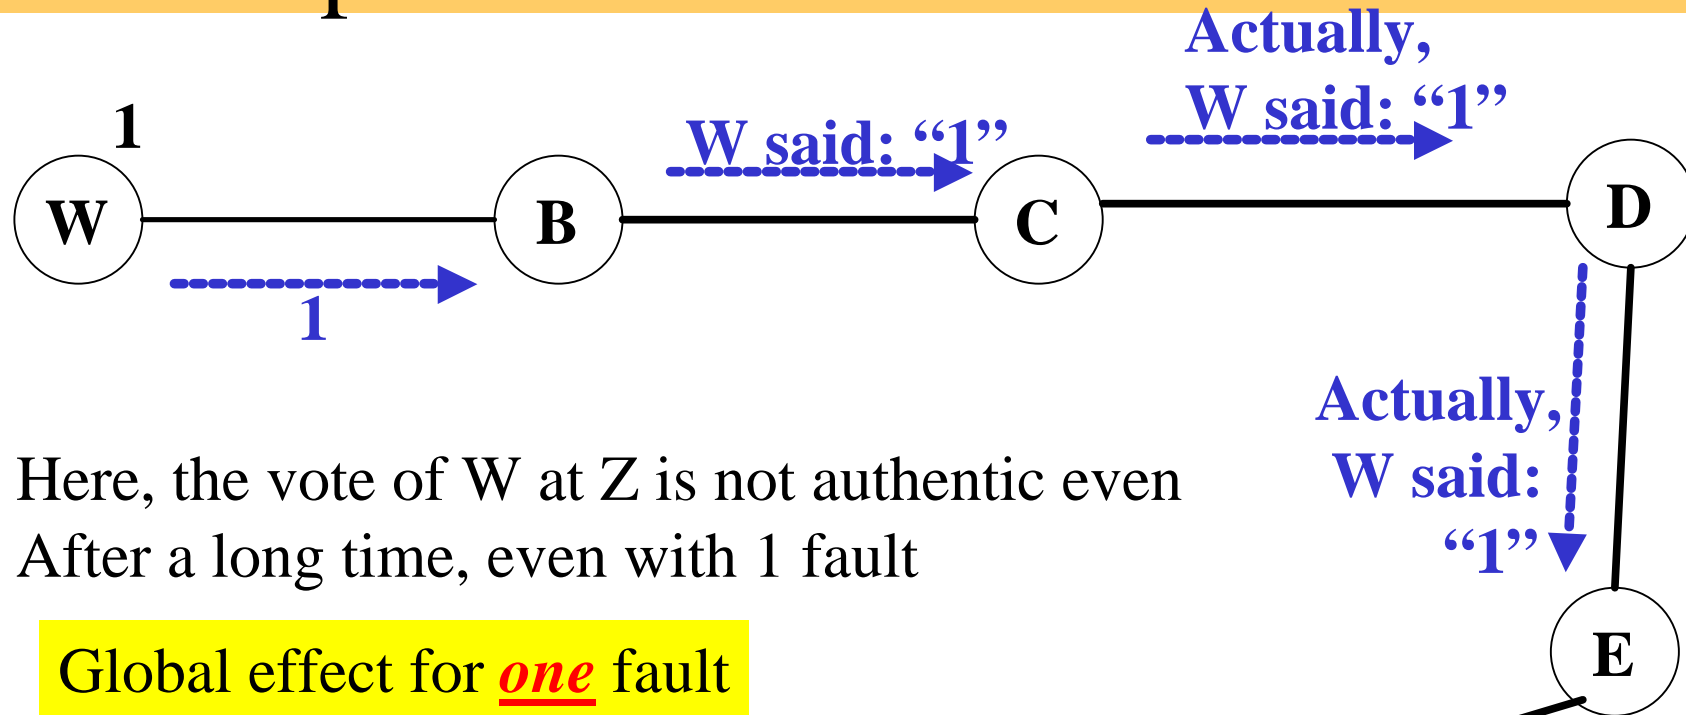 Actually,
W said: “1”
1
W said: “1”
W
B
C
D
1
Actually,
W said:
“1”
Here, the vote of W at Z is not authentic even
After a long time, even with 1 fault
Global effect for one fault
E